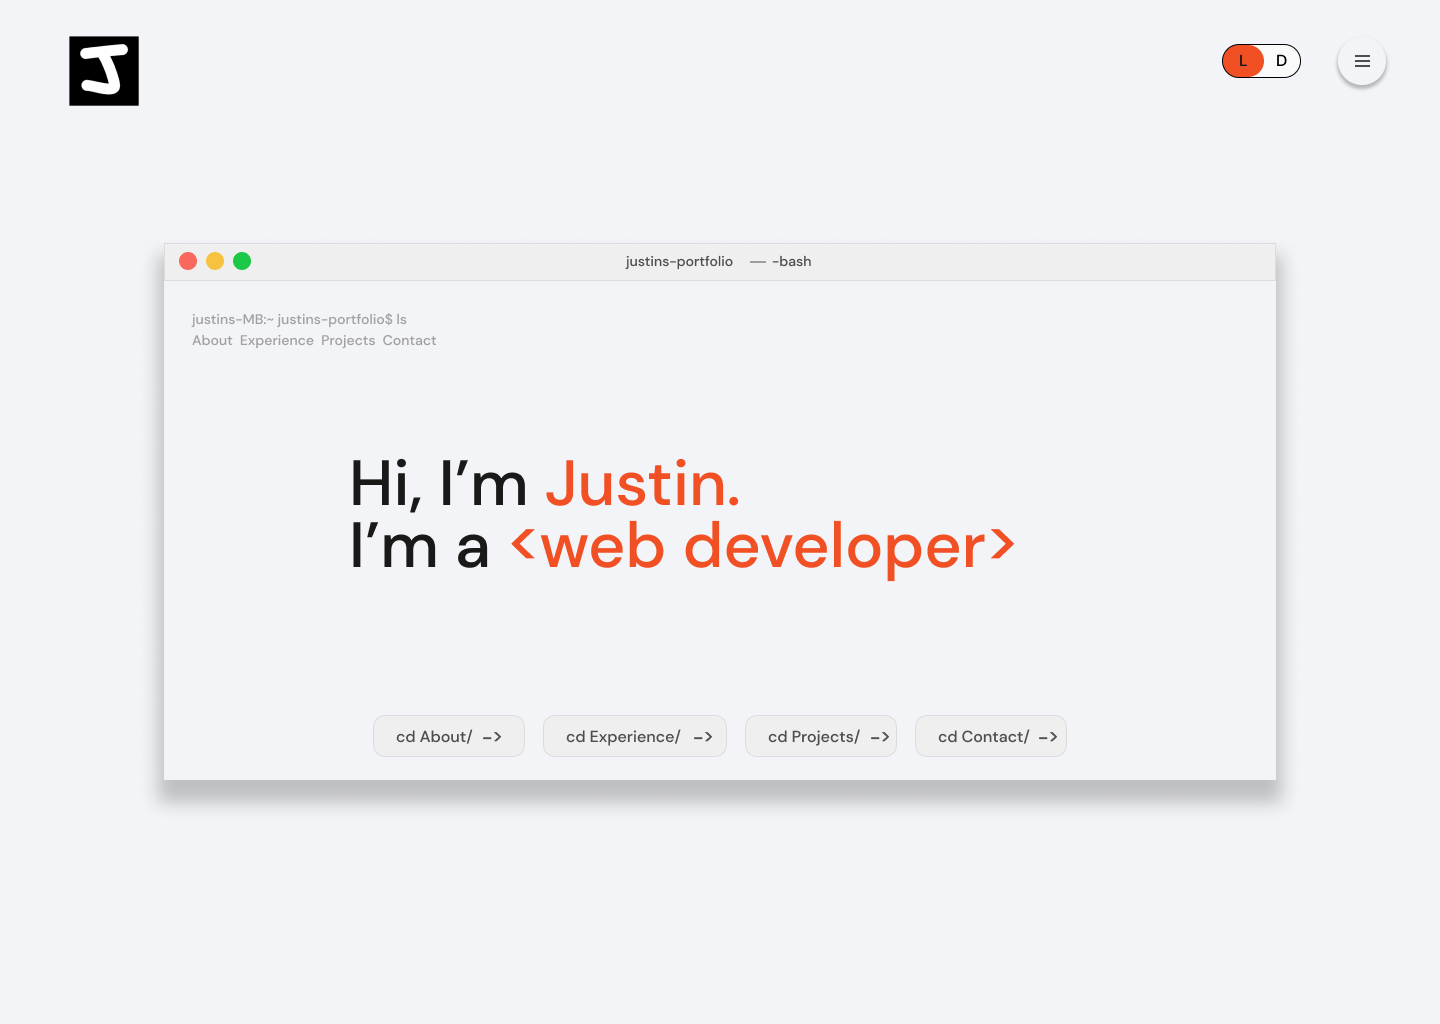 J
L D
justins-portfolio — -bash
justins-MB:~ justins-portfolio$ ls
About Experience Projects Contact
Hi, I’m Justin.
I’m a <web developer>
cd About/ –> cd Experience/ –> cd Projects/ –> cd Contact/ –>